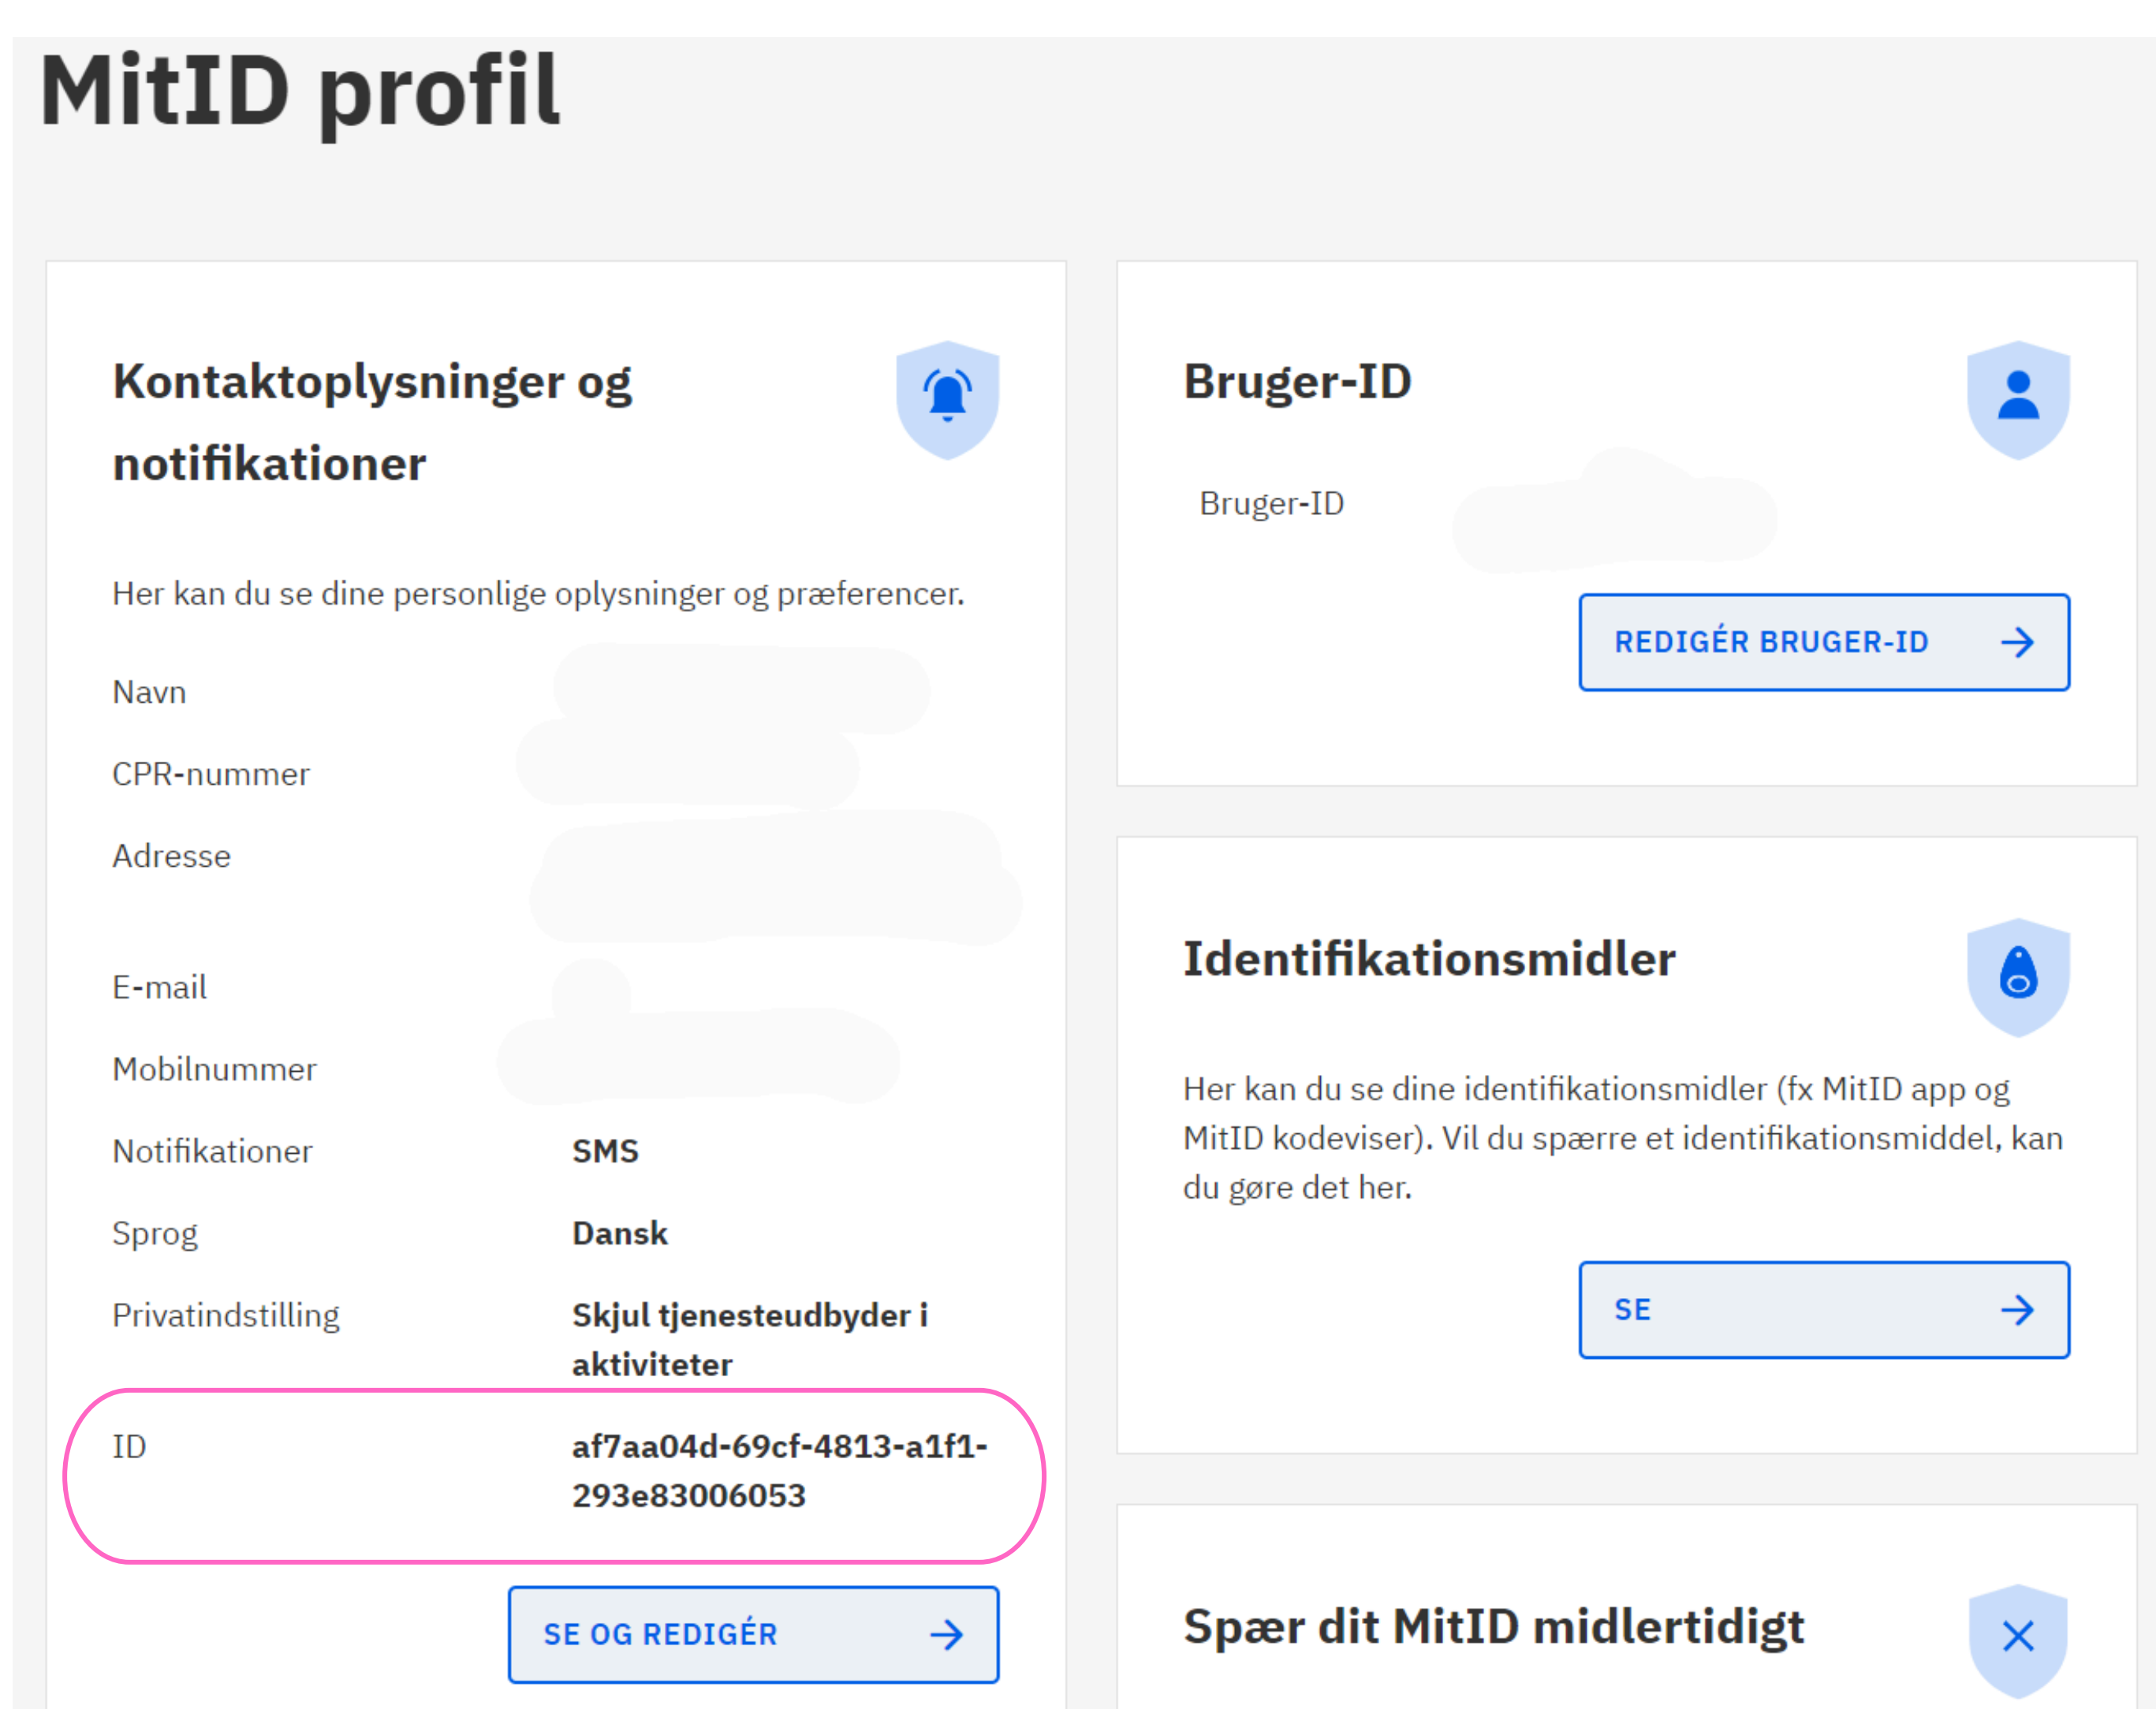 MitID profil
Kontaktoplysninger og
notifikationer
Her kan du se dine personlige oplysninger og præferencer.
Navn
CPR-nummer
Adresse
E-mail
Mobilnummer
Notifikationer SMS
Sprog Dansk
Privatindstilling Skjul tjenesteudbyder i
aktiviteter
ID af7aa04d-69cf-4813-a1f1-
293e83006053
SE OG REDIGÉR
Bruger-ID
Bruger-ID
REDIGÉR BRUGER-ID
Identifikationsmidler
Her kan du se dine identifikationsmidler (fx MitID app og
MitID kodeviser). Vil du spærre et identifikationsmiddel, kan
du gøre det her.
SE
Spær dit MitID midlertidigt